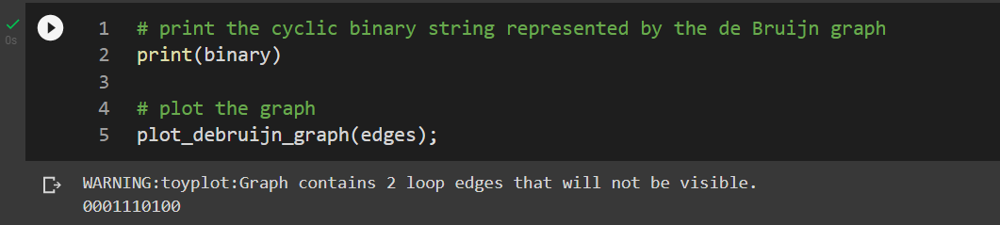 1 # print the cyclic binary string represented by the de Bruijn graph
0s
2 print(binary)
3
4 # plot the graph
5 plot_debruijn_graph(edges);
WARNING:toyplot:Graph contains 2 loop edges that will not be visible.
0001110100